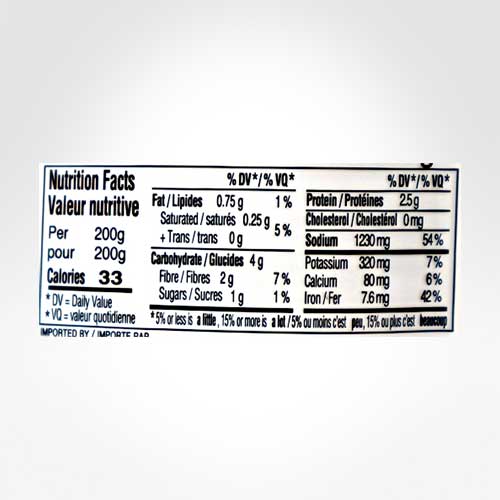 Nutrition Facts
Valeur nutritive
Per 200g
pour 200g
Calories 33
* DV = Daily Value
* VQ = valeur quotidienne
% DV*/% VQ*
Fat / Lipides 0.75 g 1 %
Saturated / saturés 0.25 g
+ Trans / trans 0 g 5 %
Carbohydrate / Glucides 4 g
Fibre / Fibres 2 g 7 %
Sugars / Sucres 1 g 1 %
% DV*/% VQ*
Protein / Protéines 2.5 g
Cholesterol / Cholestérol 0 mg
Sodium 1230 mg 54 %
Potassium 320 mg 7 %
Calcium 80 mg 6 %
Iron / Fer 7.6 mg 42 %
*5% or less is a little, 15% or more is a lot / 5% ou moins c'est peu, 15% ou plus c'est beaucoup
IMPORTED BY / IMPORTE PAR